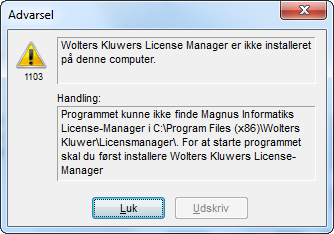 Advarsel
Wolters Kluwers License Manager er ikke installeret
på denne computer.
1103
Handling:
Programmet kunne ikke finde Magnus Informatiks
License-Manager i C:\Program Files (x86)\Wolters
Kluwer\Licensmanager\. For at starte programmet
skal du først installere Wolters Kluwers License-
Manager
Luk
Udskriv